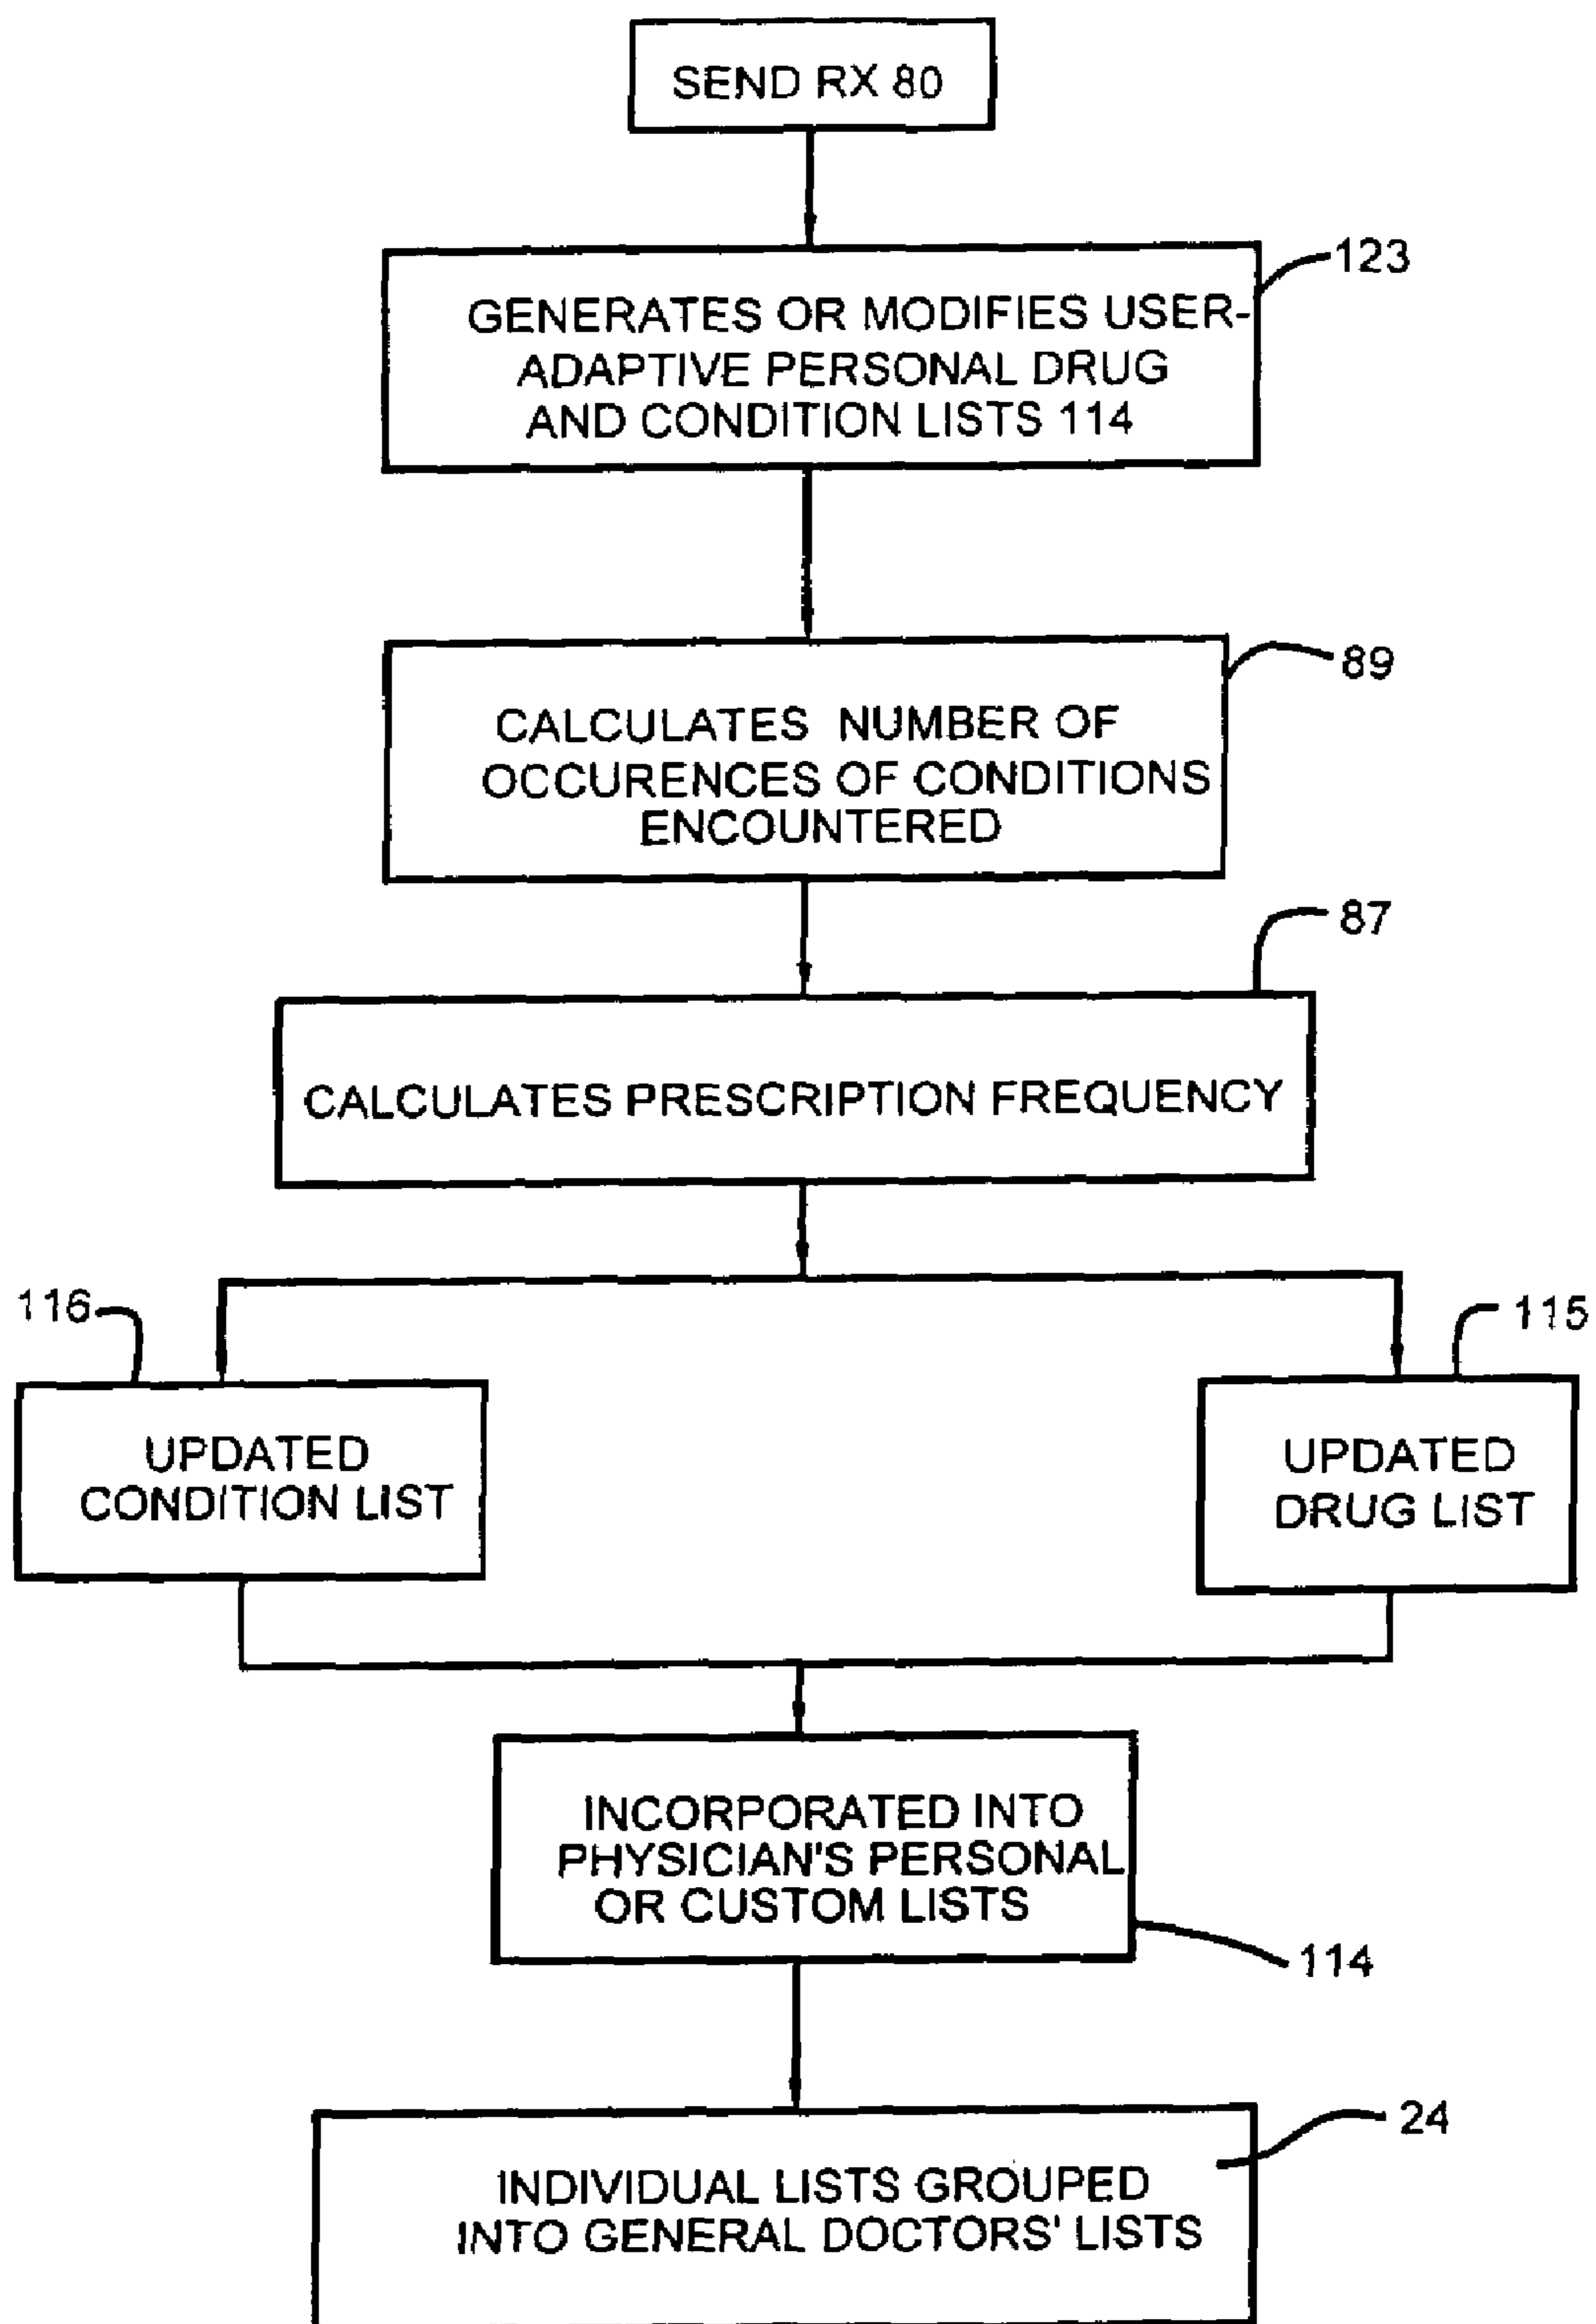 SEND RX 80
123
GENERATES OR MODIFIES USER-
ADAPTIVE PERSONAL DRUG
AND CONDITION LISTS 114
89
CALCULATES NUMBER OF
OCCURENCES OF CONDITIONS
ENCOUNTERED
87
CALCULATES PRESCRIPTION FREQUENCY
116
115
UPDATED
CONDITION LIST
UPDATED
DRUG LIST
INCORPORATED INTO
PHYSICIAN'S PERSONAL
OR CUSTOM LISTS
114
24
INDIVIDUAL LISTS GROUPED
INTO GENERAL DOCTORS' LISTS